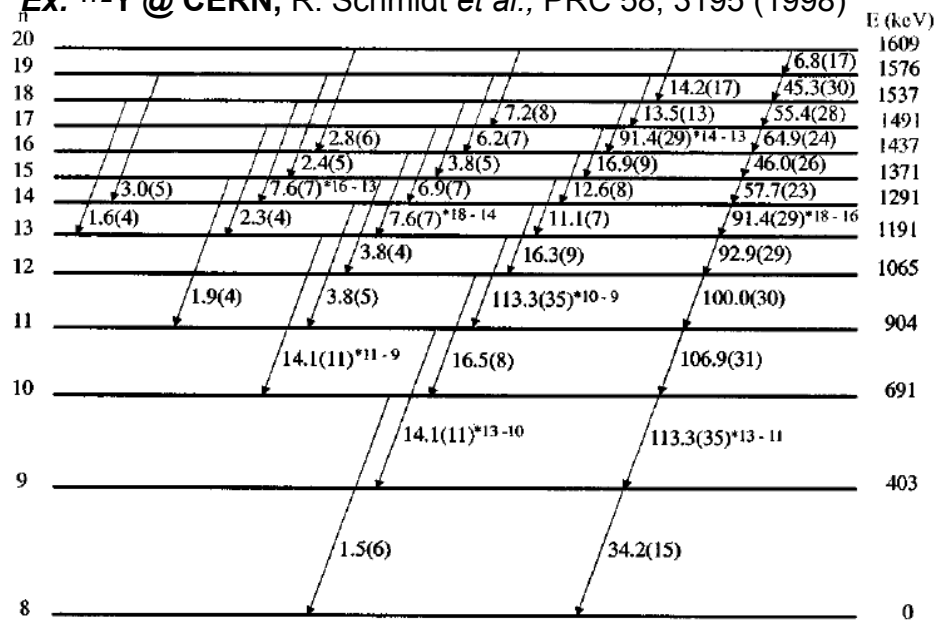 Ex. Y @ CERN, R. Schmidt et al., PRC 58, 3195 (1998)
n E (keV)
20 1609
6.8(17)
19 1576
14.2(17) 45.3(30)
18 1537
7.2(8) 13.5(13) 55.4(28)
17 1491
2.8(6) 6.2(7) 91.4(29)*14 - 13 64.9(24)
16 1437
2.4(5) 3.8(5) 16.9(9) 46.0(26)
15 1371
3.0(5) 7.6(7)*16 - 13 6.9(7) 12.6(8) 57.7(23)
14 1291
1.6(4) 2.3(4) 7.6(7)*18 - 14 11.1(7) 91.4(29)*18 - 16
13 1191
3.8(4) 16.3(9) 92.9(29)
12 1065
1.9(4) 3.8(5) 113.3(35)*10 - 9 100.0(30)
11 904
14.1(11)*11 - 9 16.5(8) 106.9(31)
10 691
14.1(11)*13 -10 113.3(35)*13 - 11
9 403
1.5(6) 34.2(15)
8 0